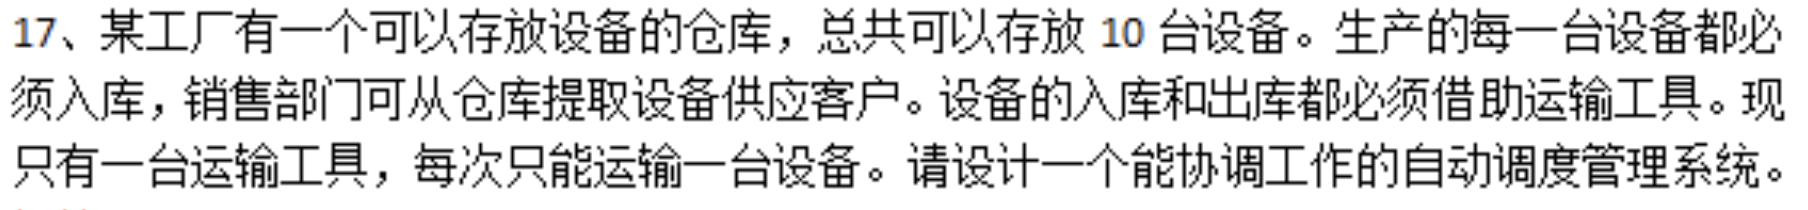 17、某工厂有一个可以存放设备的仓库，总共可以存放 10 台设备。生产的每一台设备都必
须入库，销售部门可从仓库提取设备供应客户。设备的入库和出库都必须借助运输工具。现
只有一台运输工具，每次只能运输一台设备。请设计一个能协调工作的自动调度管理系统。